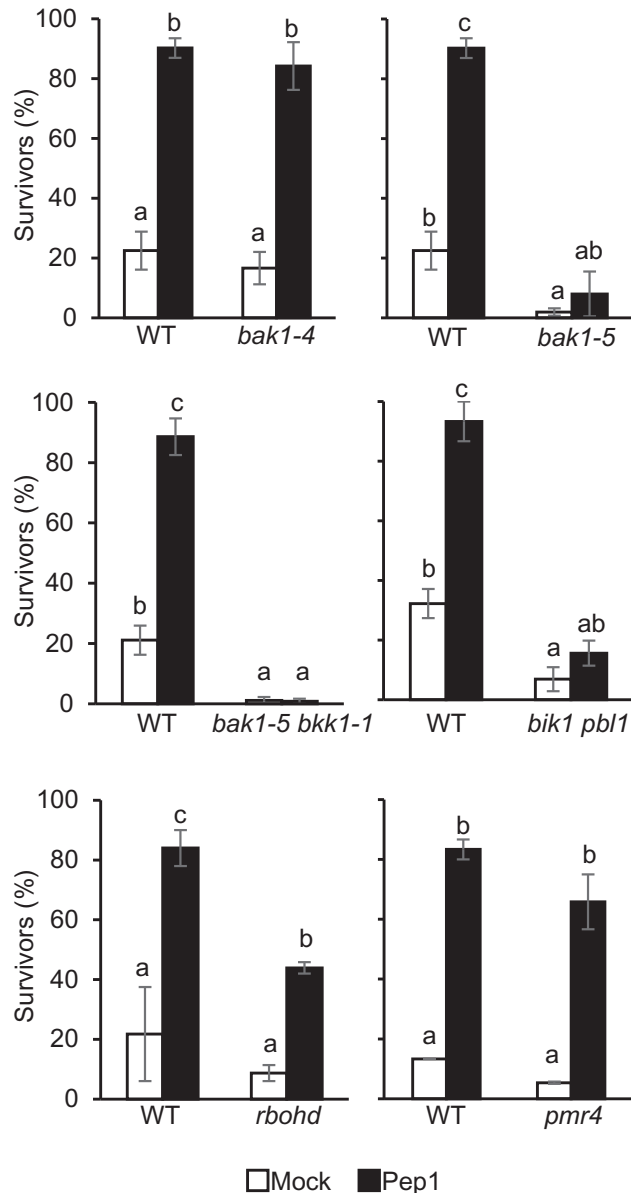 100
80
60
40
20
0
Survivors (%)
a
b
a
b
WT
bak1-4
b
c
a
ab
WT
bak1-5
100
80
60
40
20
0
Survivors (%)
b
c
a
a
WT
bak1-5 bkk1-1
b
c
a
ab
WT
bik1 pbl1
100
80
60
40
20
0
Survivors (%)
a
c
a
b
WT
rbohd
a
b
a
b
WT
pmr4
Mock
Pep1